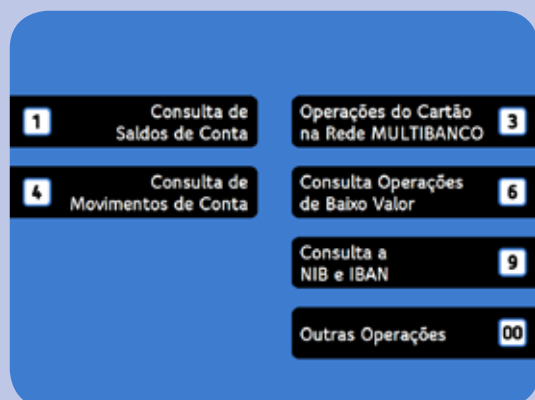 1
Consulta de
Saldos de Conta
Operações do Cartão
na Rede MULTIBANCO
3
4
Consulta de
Movimentos de Conta
Consulta Operações
de Baixo Valor
6
Consulta a
NIB e IBAN
9
Outras Operações
00